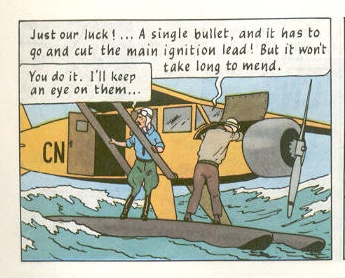 Just our luck! ... A single bullet, and it has to
go and cut the main ignition lead! But it won't
take long to mend.
You do it. I'll keep
an eye on them...
CN